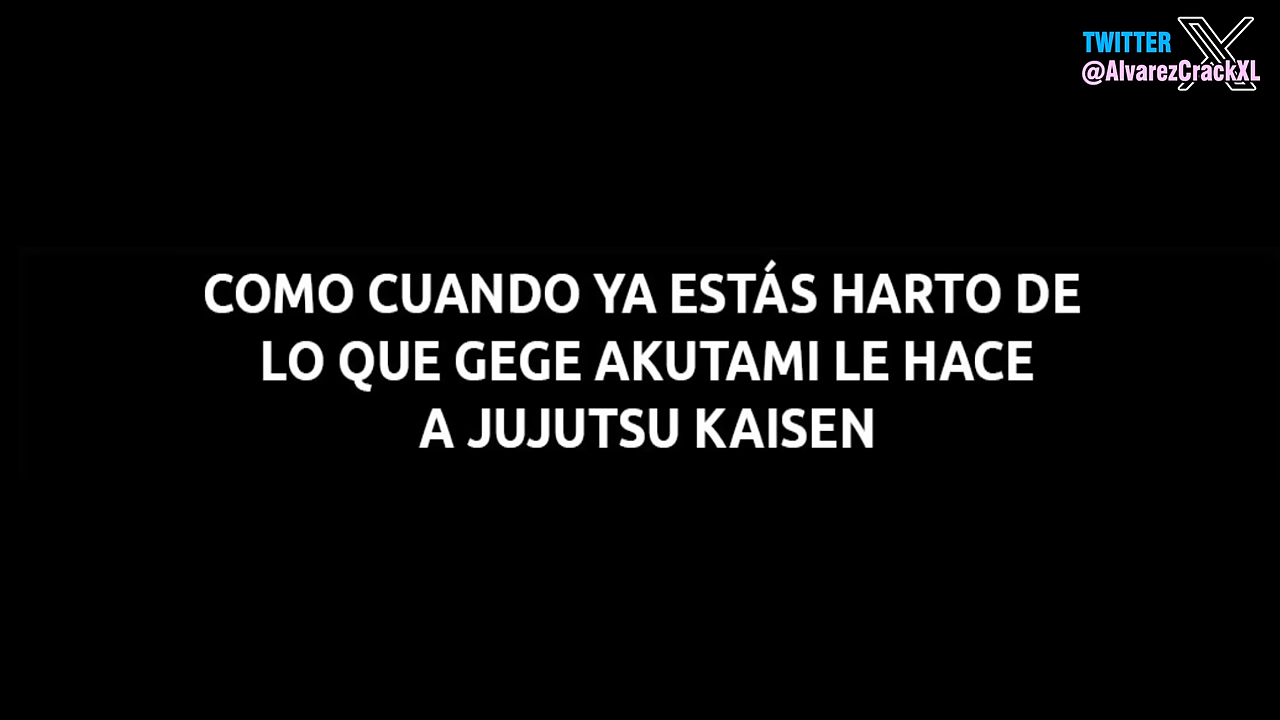 TWITTER
@AlvarezCrackXL
COMO CUANDO YA ESTÁS HARTO DE
LO QUE GEGE AKUTAMI LE HACE
A JUJUTSU KAISEN